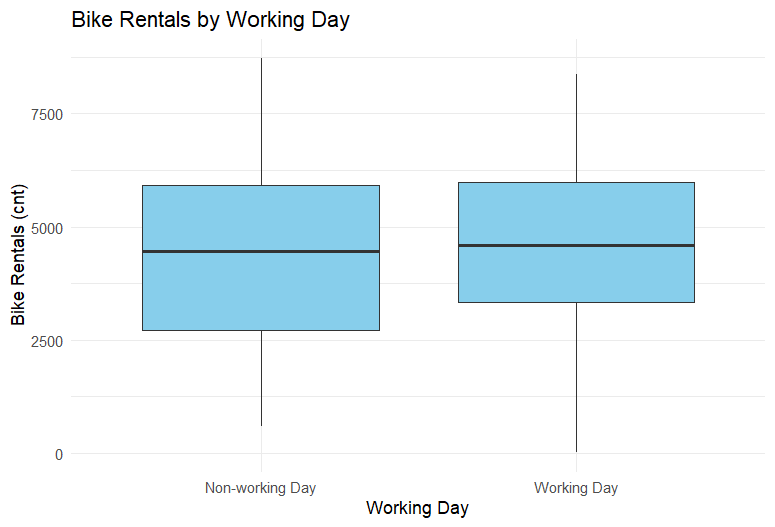 Bike Rentals by Working Day
Bike Rentals (cnt)
7500
5000
2500
0
Non-working Day
Working Day
Working Day